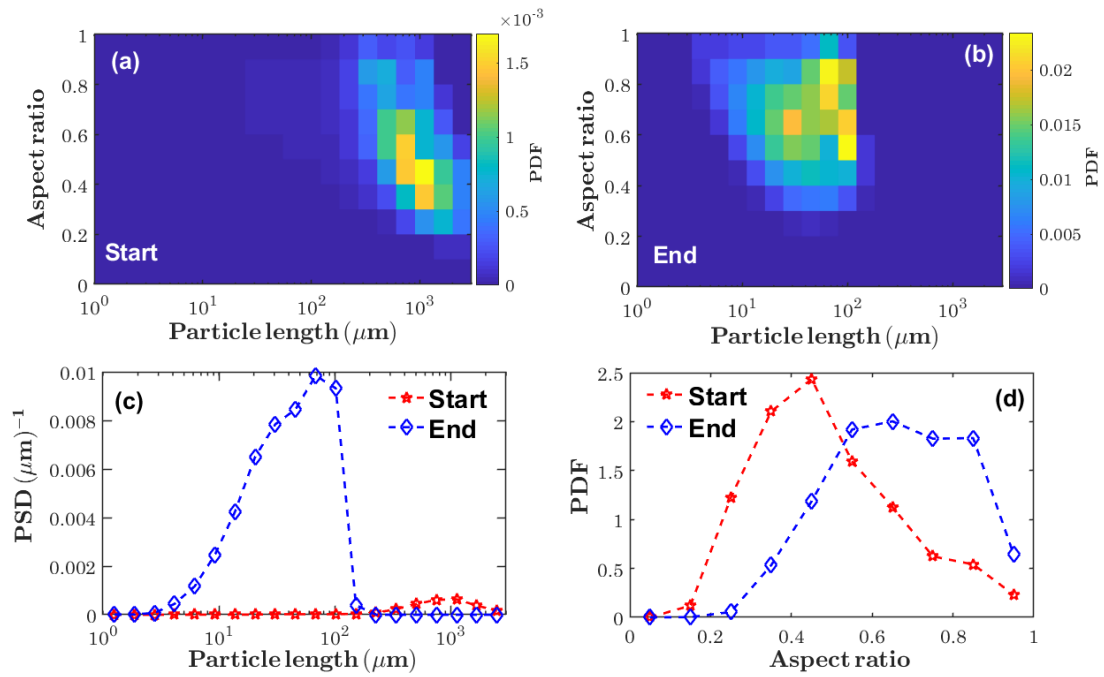 ×10⁻³
1
0.8
0.6
0.4
0.2
0
(a)
Start
Aspect ratio
10⁰ 10¹ 10² 10³
Particle length (μm)
1.5
1
0.5
0
PDF
1
0.8
0.6
0.4
0.2
0
(b)
End
Aspect ratio
10⁰ 10¹ 10² 10³
Particle length (μm)
0.02
0.015
0.01
0.005
0
PDF
0.01
0.008
0.006
0.004
0.002
0
PSD (μm)⁻¹
(c)
Start
End
10⁰ 10¹ 10² 10³
Particle length (μm)
2.5
2
1.5
1
0.5
0
PDF
Start
End
(d)
0 0.2 0.4 0.6 0.8 1
Aspect ratio